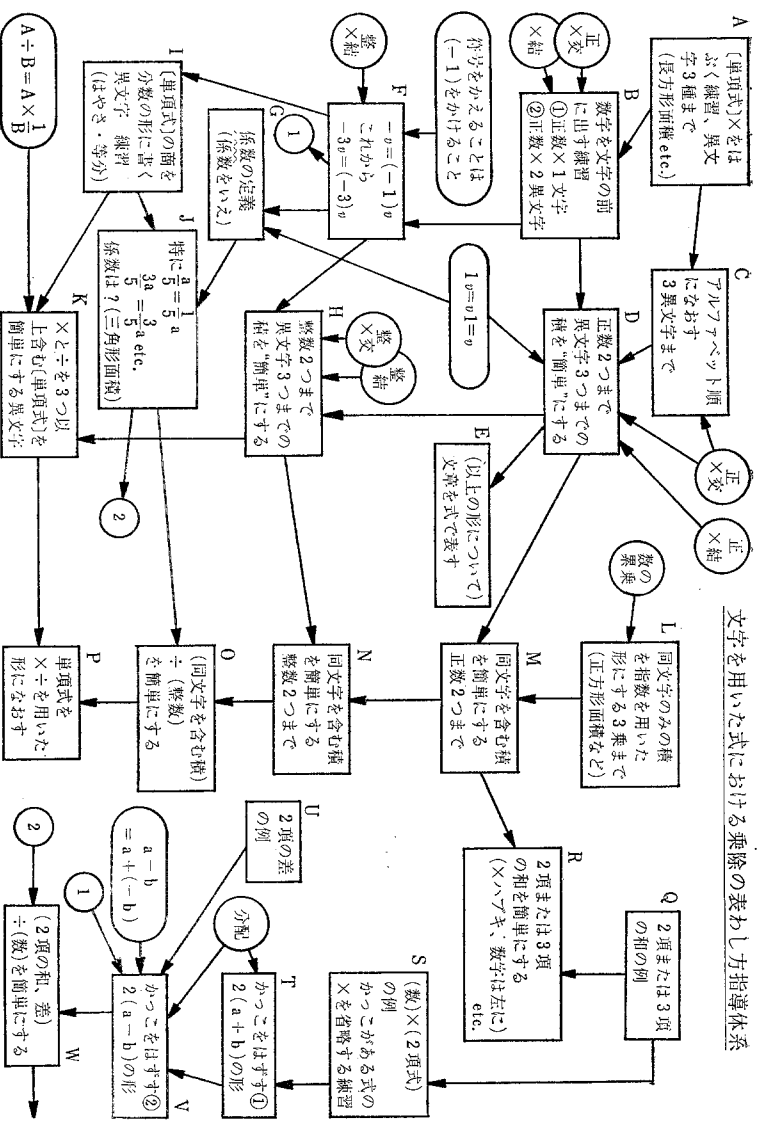 文字を用いた式における乗除の表わし方指導体系
A
〔単項式〕×をは
ぶく練習、異文
字3種まで
(長方形面積etc.)
B
数字を文字の前
に出す練習
①正数×1文字
②正数×2異文字
正
×交
正
×結
C
アルファベット順
になおす
3異文字まで
正
×交
正
×結
D
正数2つまで
異文字3つまでの
積を“簡単”にする
1v=v1=v
E
(以上の形について)
文章を式で表す
符号をかえることは
(-1)をかけること
整
×結
F
-v=(-1)v
これから
-3v=(-3)v
1
G
係数の定義
(係数をいえ)
H
整数2つまで
異文字3つまでの
積を“簡単”にする
整
×交
整
結
I
〔単項式〕の商を
分数の形に書く
異文字 練習
(はやさ・等分)
J
特にa/5=1/5a
3a/5=3/5a etc.
係数は?(三角形面積)
2
A÷B=A×1/B
K
×と÷を3つ以
上含む〔単項式〕を
簡単にする異文字
数の
累乗
L
同文字のみの積
を指数を用いた
形にする3乗まで
(正方形面積など)
M
同文字を含む積
を簡単にする
正数2つまで
N
同文字を含む積
を簡単にする
整数2つまで
O
(同文字を含む積)
÷(整数)
を簡単にする
P
単項式を
×÷を用いた
形になおす
Q
2項または3項
の和の例
R
2項または3項
の和を簡単にする
(×ハブキ、数字は左に)
etc.
S
(数)×(2項式)
の例
かっこがある式の
×を省略する練習
分配
T
かっこをはずす①
2(a+b)の形
U
2項の差
の例
a-b
=a+(-b)
1
V
かっこをはずす②
2(a-b)の形
2
W
(2項の和、差)
÷(数)を簡単にする